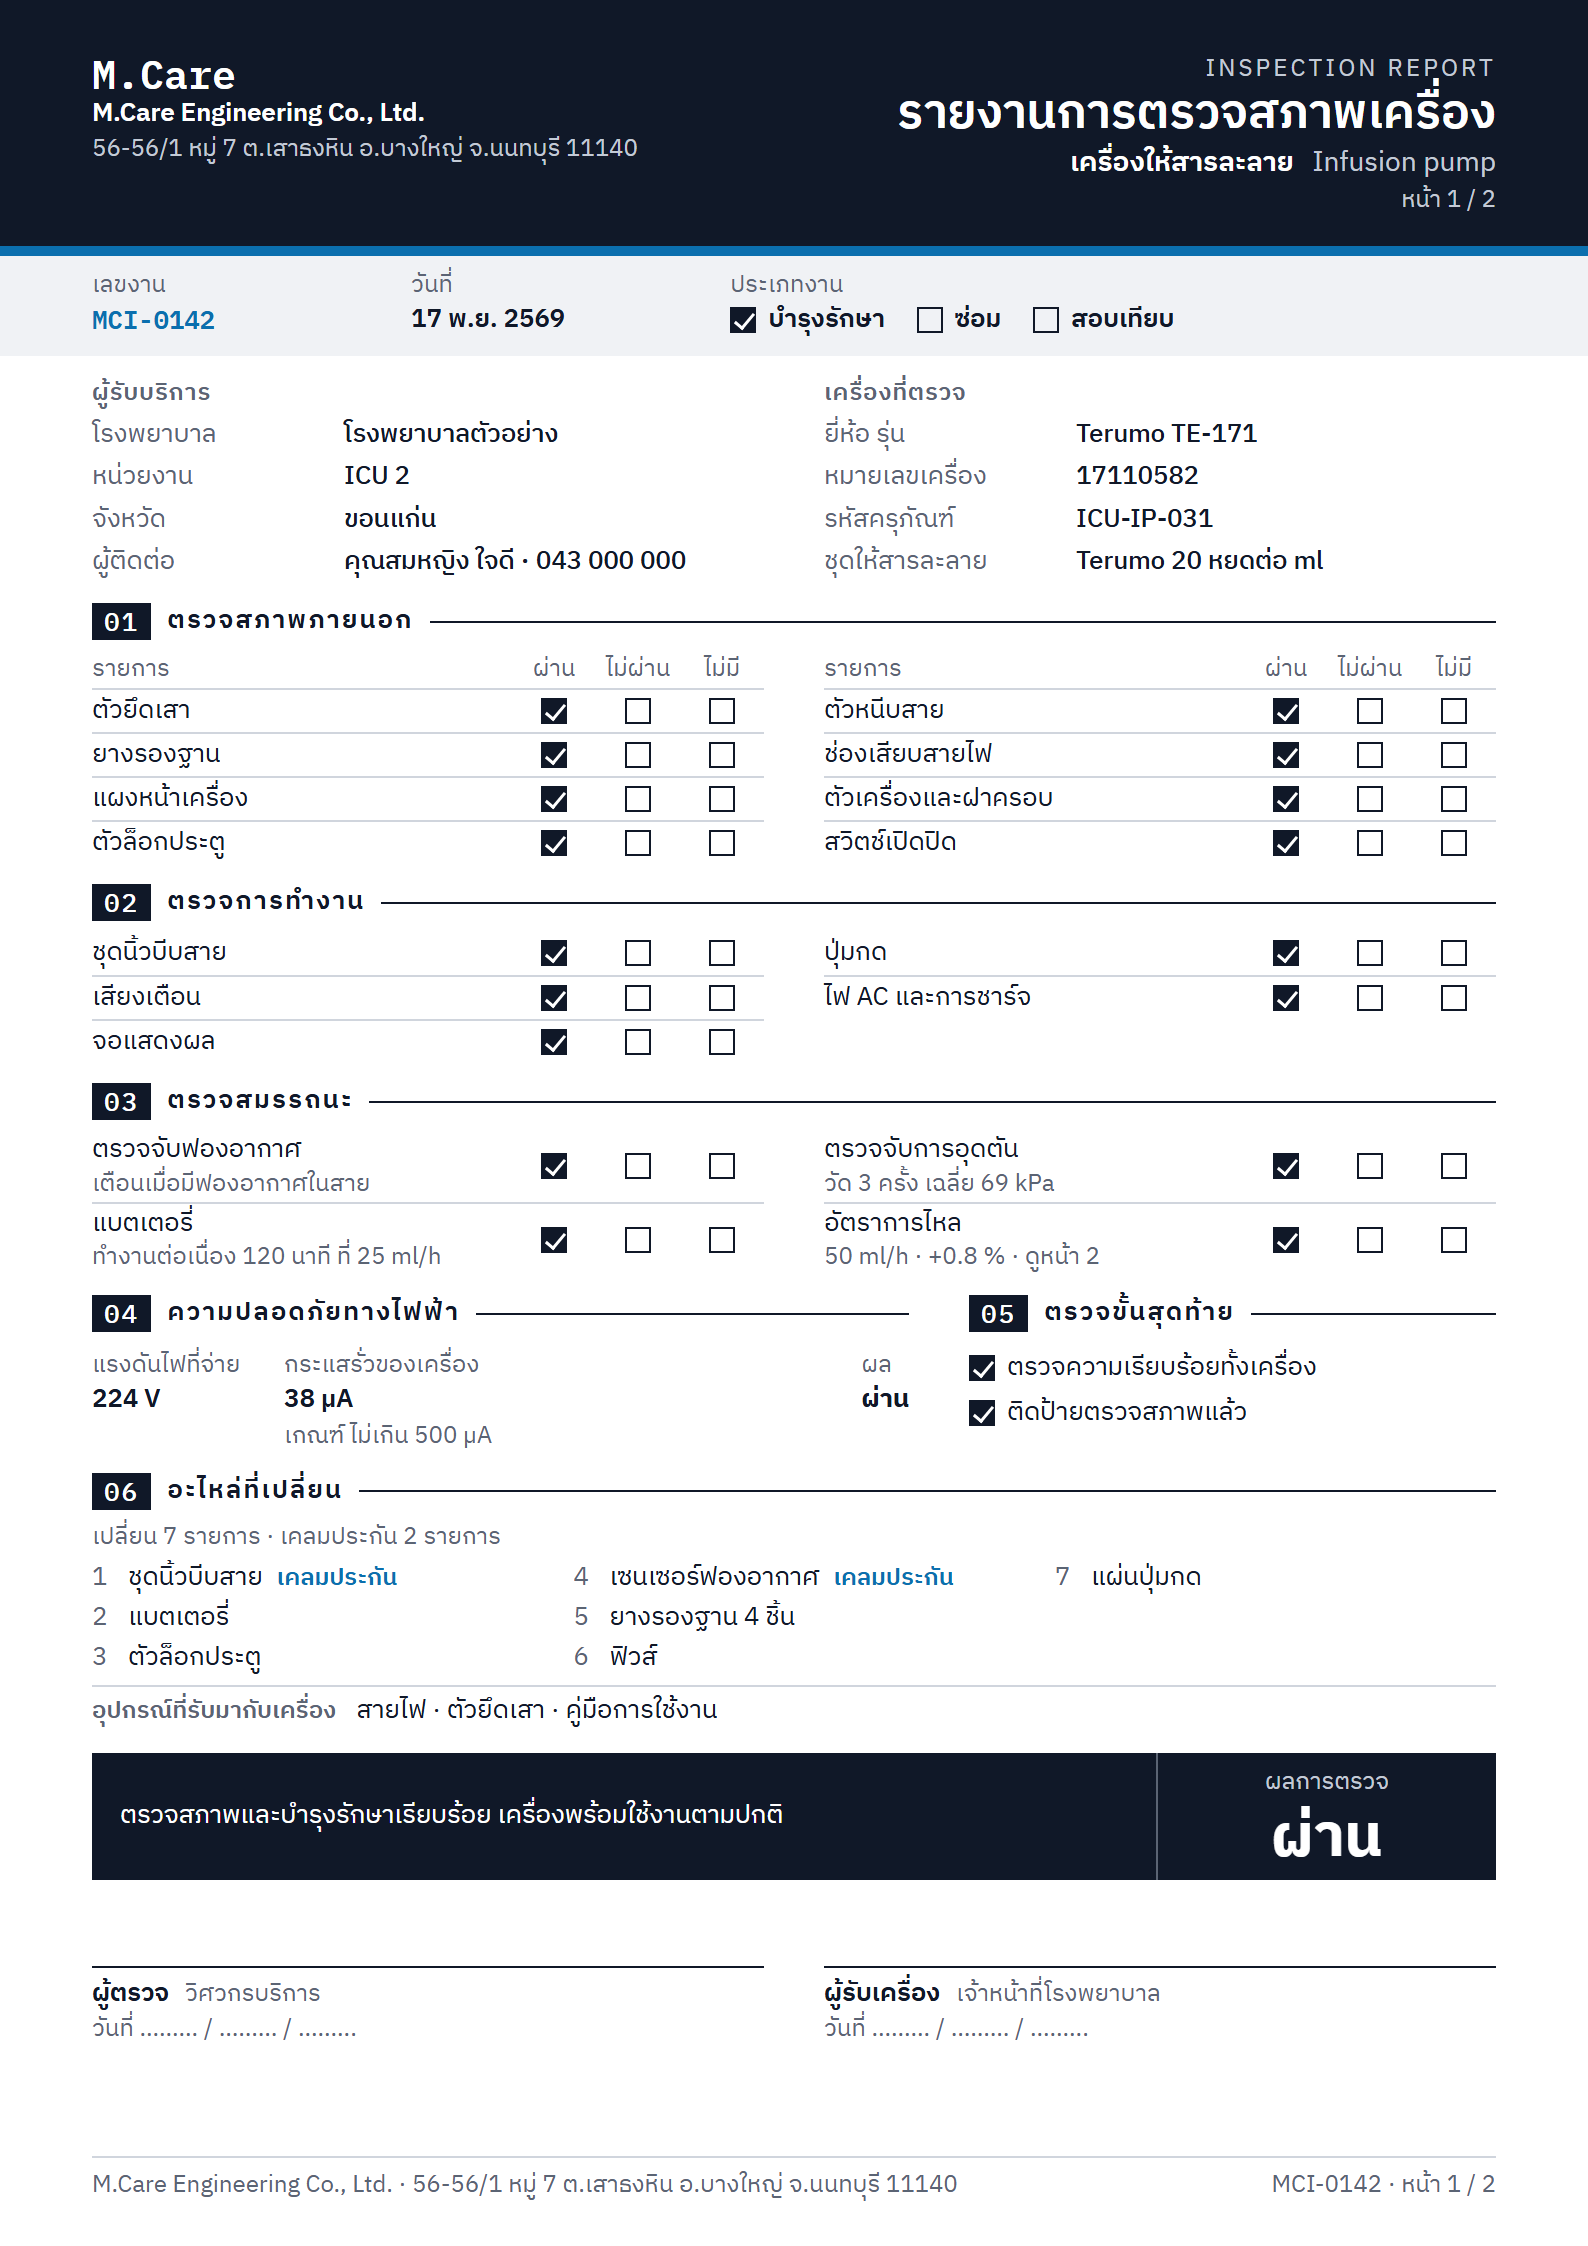 M.Care
M.Care Engineering Co., Ltd.
56-56/1 หมู่ 7 ต.เสาธงหิน อ.บางใหญ่ จ.นนทบุรี 11140
INSPECTION REPORT
รายงานการตรวจสภาพเครื่อง
เครื่องให้สารละลาย Infusion pump
หน้า 1 / 2
เลขงาน วันที่ ประเภทงาน
MCI-0142 17 พ.ย. 2569 บำรุงรักษา ซ่อม สอบเทียบ
ผู้รับบริการ
โรงพยาบาล โรงพยาบาลตัวอย่าง
หน่วยงาน ICU 2
จังหวัด ขอนแก่น
ผู้ติดต่อ คุณสมหญิง ใจดี · 043 000 000
เครื่องที่ตรวจ
ยี่ห้อ รุ่น Terumo TE-171
หมายเลขเครื่อง 17110582
รหัสครุภัณฑ์ ICU-IP-031
ชุดให้สารละลาย Terumo 20 หยดต่อ ml
01 ตรวจสภาพภายนอก
รายการ ผ่าน ไม่ผ่าน ไม่มี
ตัวยึดเสา
ยางรองฐาน
แผงหน้าเครื่อง
ตัวล็อกประตู
รายการ ผ่าน ไม่ผ่าน ไม่มี
ตัวหนีบสาย
ช่องเสียบสายไฟ
ตัวเครื่องและฝาครอบ
สวิตช์เปิดปิด
02 ตรวจการทำงาน
ชุดนิ้วบีบสาย
เสียงเตือน
จอแสดงผล
ปุ่มกด
ไฟ AC และการชาร์จ
03 ตรวจสมรรถนะ
ตรวจจับฟองอากาศ
เตือนเมื่อมีฟองอากาศในสาย
แบตเตอรี่
ทำงานต่อเนื่อง 120 นาที ที่ 25 ml/h
ตรวจจับการอุดตัน
วัด 3 ครั้ง เฉลี่ย 69 kPa
อัตราการไหล
50 ml/h · +0.8 % · ดูหน้า 2
04 ความปลอดภัยทางไฟฟ้า
แรงดันไฟที่จ่าย กระแสรั่วของเครื่อง ผล
224 V 38 µA ผ่าน
เกณฑ์ ไม่เกิน 500 µA
05 ตรวจขั้นสุดท้าย
ตรวจความเรียบร้อยทั้งเครื่อง
ติดป้ายตรวจสภาพแล้ว
06 อะไหล่ที่เปลี่ยน
เปลี่ยน 7 รายการ · เคลมประกัน 2 รายการ
1 ชุดนิ้วบีบสาย เคลมประกัน
2 แบตเตอรี่
3 ตัวล็อกประตู
4 เซนเซอร์ฟองอากาศ เคลมประกัน
5 ยางรองฐาน 4 ชิ้น
6 ฟิวส์
7 แผ่นปุ่มกด
อุปกรณ์ที่รับมากับเครื่อง สายไฟ · ตัวยึดเสา · คู่มือการใช้งาน
ตรวจสภาพและบำรุงรักษาเรียบร้อย เครื่องพร้อมใช้งานตามปกติ
ผลการตรวจ
ผ่าน
ผู้ตรวจ วิศวกรบริการ
วันที่ ......... / ......... / .........
ผู้รับเครื่อง เจ้าหน้าที่โรงพยาบาล
วันที่ ......... / ......... / .........
M.Care Engineering Co., Ltd. · 56-56/1 หมู่ 7 ต.เสาธงหิน อ.บางใหญ่ จ.นนทบุรี 11140 MCI-0142 · หน้า 1 / 2